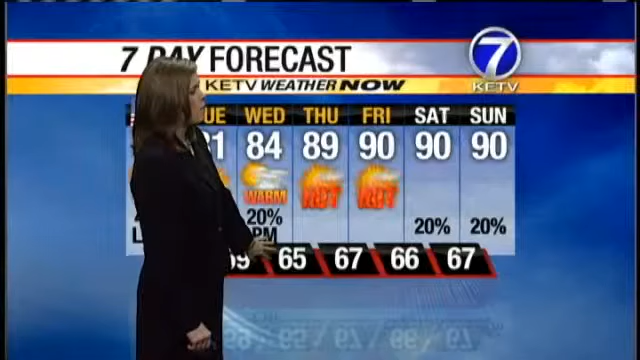 7 DAY FORECAST
7
KETV WEATHER NOW
KETV
WED THU FRI SAT SUN
84 89 90 90 90
WARM HOT HOT
20%
20% 20%
PM
65 67 66 67